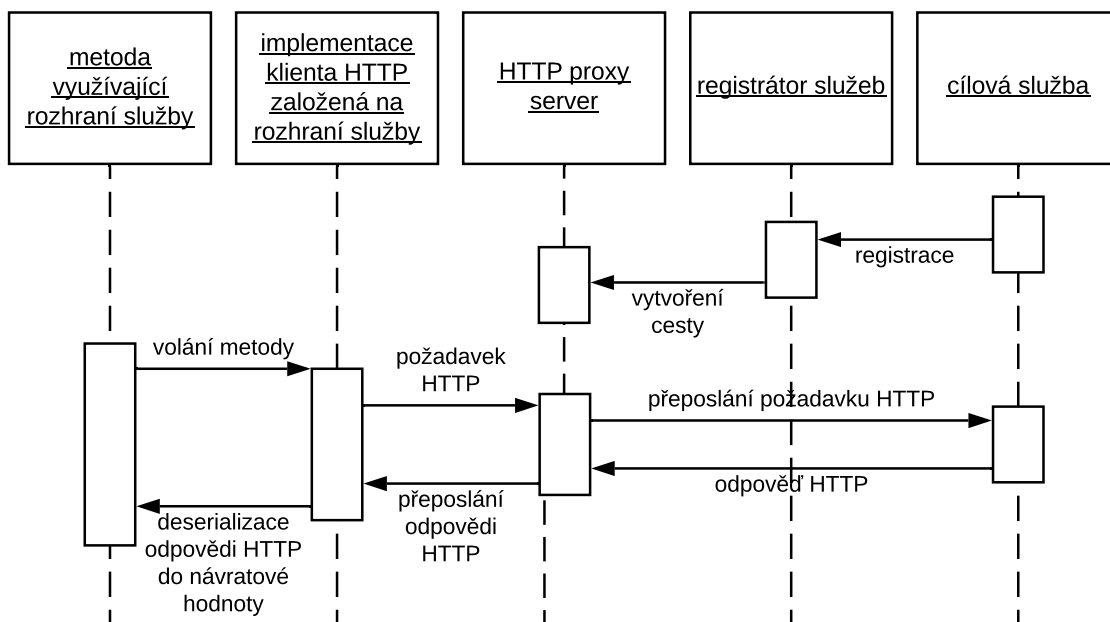 metoda
využívající
rozhraní služby
implementace
klienta HTTP
založená na
rozhraní služby
HTTP proxy
server
registrátor služeb
cílová služba
registrace
vytvoření
cesty
volání metody
požadavek
HTTP
přeposlání požadavku HTTP
odpověď HTTP
přeposlání
odpovědi
HTTP
deserializace
odpovědi HTTP
do návratové
hodnoty